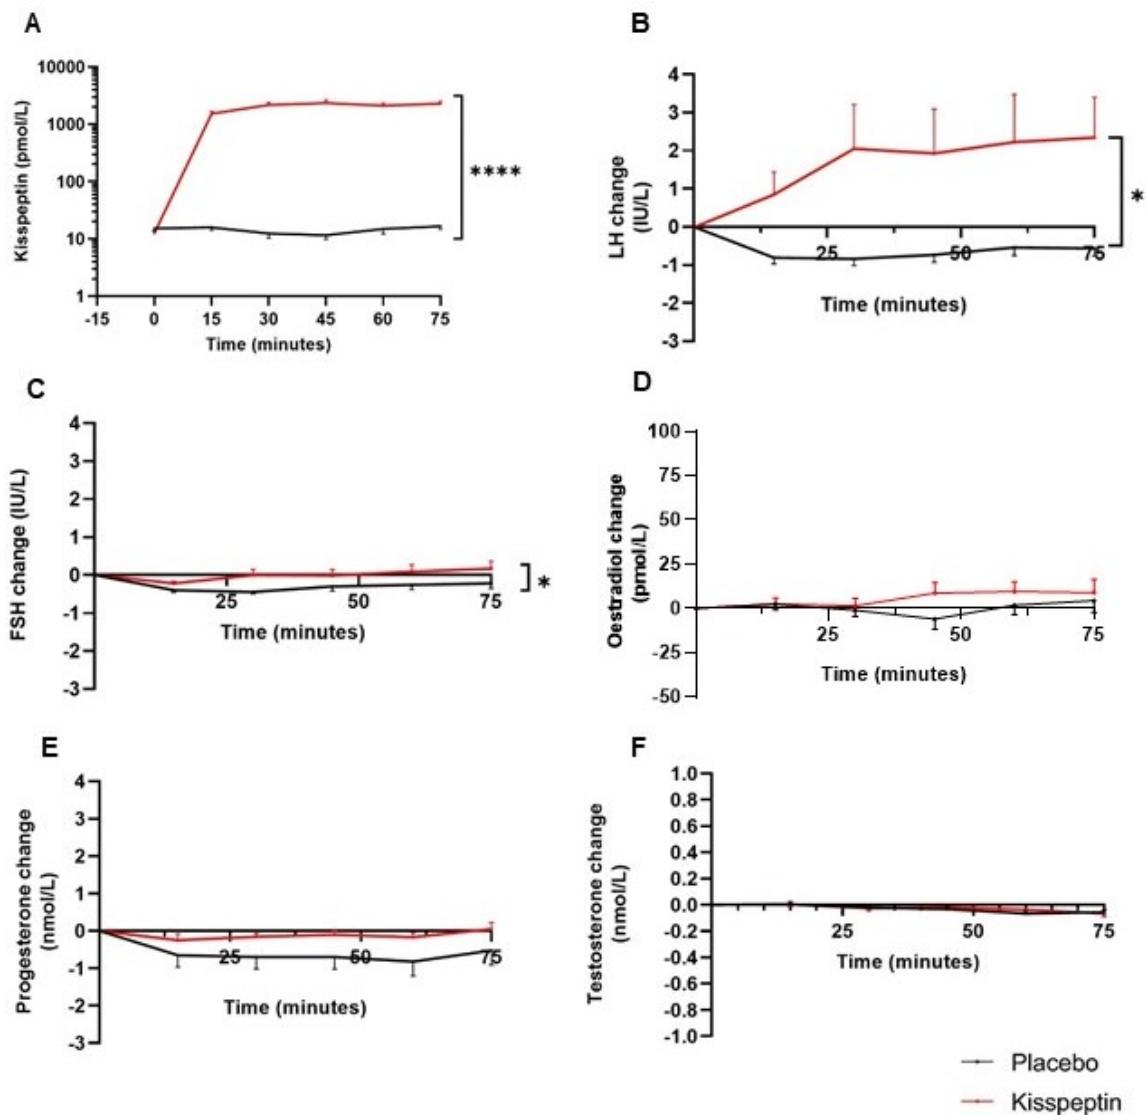 A
Kisspeptin (pmol/L)
10000
1000
100
10
1
-15 0 15 30 45 60 75
Time (minutes)
****
B
LH change
(IU/L)
4
3
2
1
0
-1
-2
-3
25 50 75
Time (minutes)
*
C
FSH change (IU/L)
4
3
2
1
0
-1
-2
-3
25 50 75
Time (minutes)
*
D
Oestradiol change
(pmol/L)
100
75
50
25
0
-25
-50
25 50 75
Time (minutes)
E
Progesterone change
(nmol/L)
4
3
2
1
0
-1
-2
-3
25 50 75
Time (minutes)
F
Testosterone change
(nmol/L)
1.0
0.8
0.6
0.4
0.2
0.0
-0.2
-0.4
-0.6
-0.8
-1.0
25 50 75
Time (minutes)
Placebo
Kisspeptin